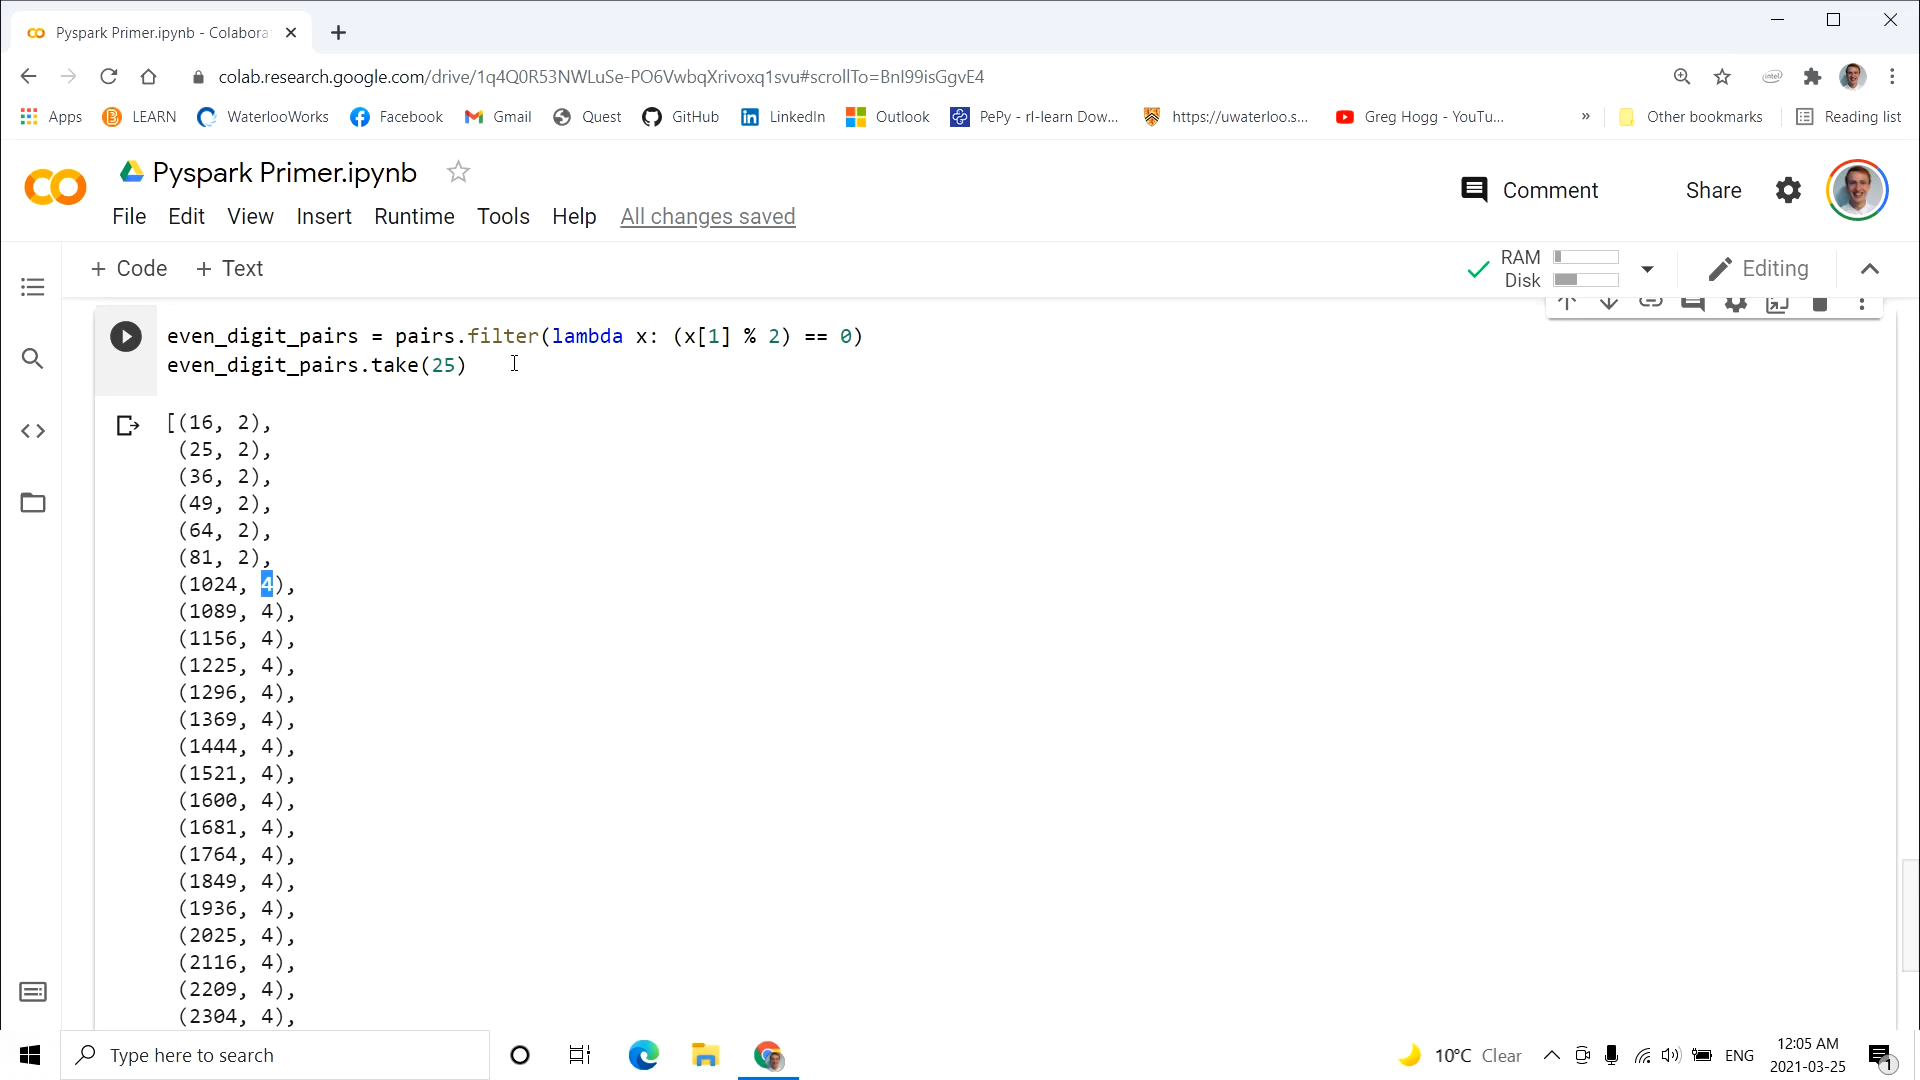 Pyspark Primer.ipynb - Colabora
colab.research.google.com/drive/1q4Q0R53NWLuSe-PO6VwbqXrivoxq1svu#scrollTo=BnI99isGgvE4
Apps LEARN WaterlooWorks Facebook Gmail Quest GitHub LinkedIn Outlook PePy - rl-learn Dow... https://uwaterloo.s... Greg Hogg - YouTu... » Other bookmarks Reading list
Pyspark Primer.ipynb
Comment Share
File Edit View Insert Runtime Tools Help All changes saved
+ Code + Text
RAM
Disk
Editing
even_digit_pairs = pairs.filter(lambda x: (x[1] % 2) == 0)
even_digit_pairs.take(25)
[(16, 2),
(25, 2),
(36, 2),
(49, 2),
(64, 2),
(81, 2),
(1024, 4),
(1089, 4),
(1156, 4),
(1225, 4),
(1296, 4),
(1369, 4),
(1444, 4),
(1521, 4),
(1600, 4),
(1681, 4),
(1764, 4),
(1849, 4),
(1936, 4),
(2025, 4),
(2116, 4),
(2209, 4),
(2304, 4),
Type here to search
10°C Clear
ENG
12:05 AM
2021-03-25
1